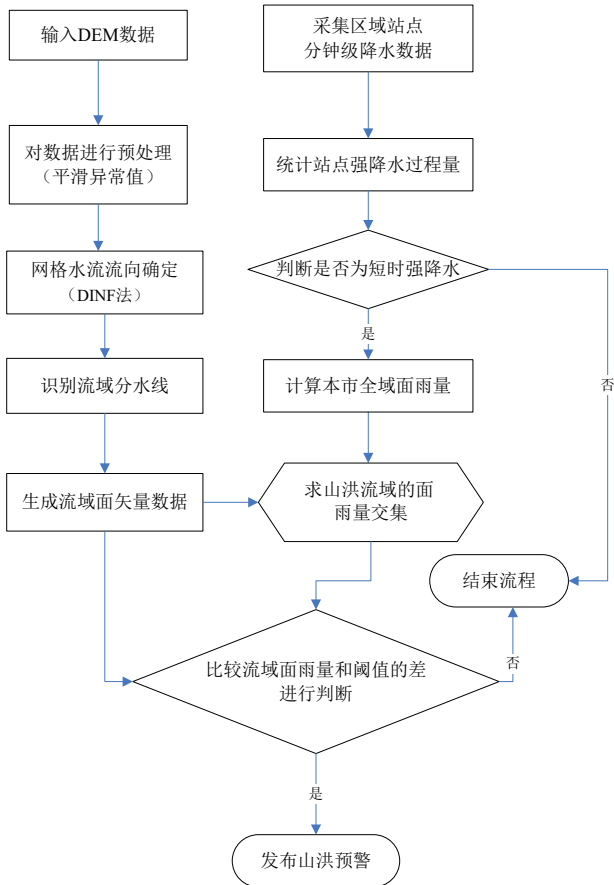 输入DEM数据
采集区域站点
分钟级降水数据
对数据进行预处理
（平滑异常值）
统计站点强降水过程量
网格水流流向确定
（DINF法）
判断是否为短时强降水
是
否
识别流域分水线
计算本市全域面雨量
生成流域面矢量数据
求山洪流域的面
雨量交集
结束流程
比较流域面雨量和阈值的差
进行判断
否
是
发布山洪预警